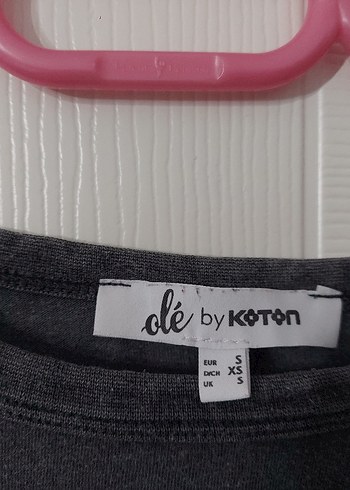 olé by KOTON
EUR S
D/CH XS
UK S